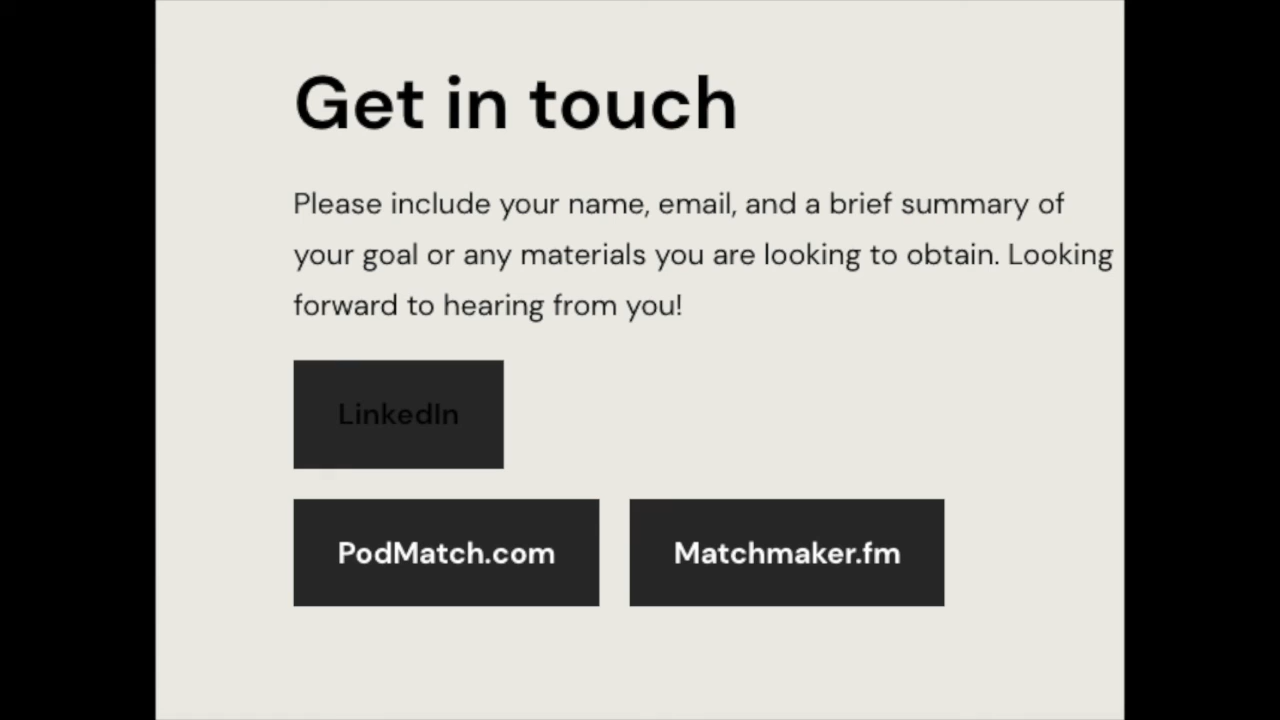 Get in touch
Please include your name, email, and a brief summary of
your goal or any materials you are looking to obtain. Looking
forward to hearing from you!
LinkedIn
PodMatch.com
Matchmaker.fm